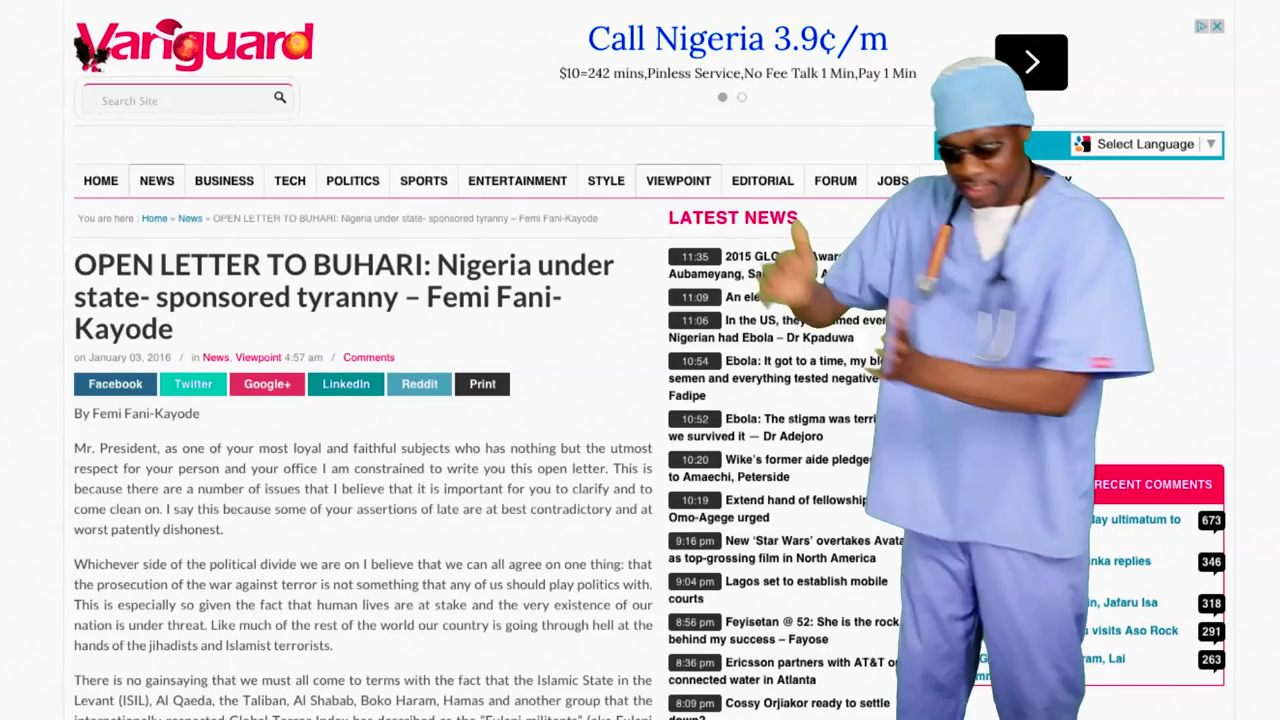 Vanguard
Search Site
Call Nigeria 3.9¢/m
$10=242 mins,Pinless Service,No Fee Talk 1 Min,Pay 1 Min
Select Language
HOME NEWS BUSINESS TECH POLITICS SPORTS ENTERTAINMENT STYLE VIEWPOINT EDITORIAL FORUM JOBS
You are here : Home » News » OPEN LETTER TO BUHARI: Nigeria under state- sponsored tyranny – Femi Fani-Kayode
OPEN LETTER TO BUHARI: Nigeria under
state- sponsored tyranny – Femi Fani-
Kayode
on January 03, 2016 / in News, Viewpoint 4:57 am / Comments
Facebook Twitter Google+ LinkedIn Reddit Print
By Femi Fani-Kayode
Mr. President, as one of your most loyal and faithful subjects who has nothing but the utmost
respect for your person and your office I am constrained to write you this open letter. This is
because there are a number of issues that I believe that it is important for you to clarify and to
come clean on. I say this because some of your assertions of late are at best contradictory and at
worst patently dishonest.
Whichever side of the political divide we are on I believe that we can all agree on one thing: that
the prosecution of the war against terror is not something that any of us should play politics with.
This is especially so given the fact that human lives are at stake and the very existence of our
nation is under threat. Like much of the rest of the world our country is going through hell at the
hands of the jihadists and Islamist terrorists.
There is no gainsaying that we must all come to terms with the fact that the Islamic State in the
Levant (ISIL), Al Qaeda, the Taliban, Al Shabab, Boko Haram, Hamas and another group that the
internationally respected Global Terror Index has described as the "Fulani militants" (aka Fulani
LATEST NEWS
11:35 2015
Aubameyang,
11:09 An
11:06 In the US, they
Nigerian had Ebola – Dr Kpaduwa
10:54 Ebola: It got to a time, my
semen and everything tested negative
Fadipe
10:52 Ebola: The stigma was
we survived it — Dr Adejoro
10:20 Wike's former aide
to Amaechi, Peterside
10:19 Extend hand of
Omo-Agege urged
9:16 pm New 'Star Wars' overtakes
as top-grossing film in North America
9:04 pm Lagos set to establish mobile
courts
8:56 pm Feyisetan @ 52: She is the rock
behind my success – Fayose
8:36 pm Ericsson partners with AT&T
connected water in Atlanta
8:09 pm Cossy Orjiakor ready to settle
down?
RECENT COMMENTS
ultimatum to 673
replies 346
Jafaru Isa 318
visits Aso Rock 291
Lai 263